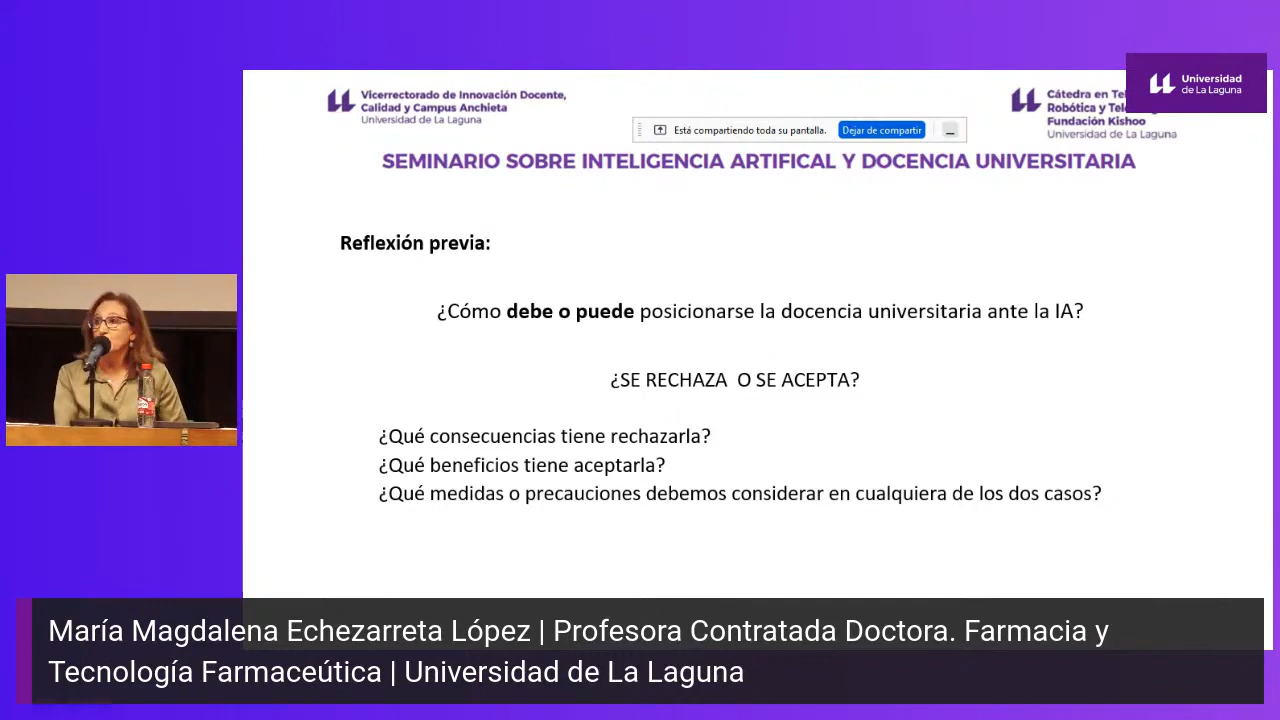 Vicerrectorado de Innovación Docente,
Calidad y Campus Anchieta
Universidad de La Laguna
Cátedra en
Robótica y
Fundación Kishoo
Universidad de La Laguna
Universidad
de La Laguna
Está compartiendo toda su pantalla. Dejar de compartir
SEMINARIO SOBRE INTELIGENCIA ARTIFICAL Y DOCENCIA UNIVERSITARIA
Reflexión previa:
¿Cómo debe o puede posicionarse la docencia universitaria ante la IA?
¿SE RECHAZA O SE ACEPTA?
¿Qué consecuencias tiene rechazarla?
¿Qué beneficios tiene aceptarla?
¿Qué medidas o precauciones debemos considerar en cualquiera de los dos casos?
María Magdalena Echezarreta López | Profesora Contratada Doctora. Farmacia y
Tecnología Farmaceútica | Universidad de La Laguna